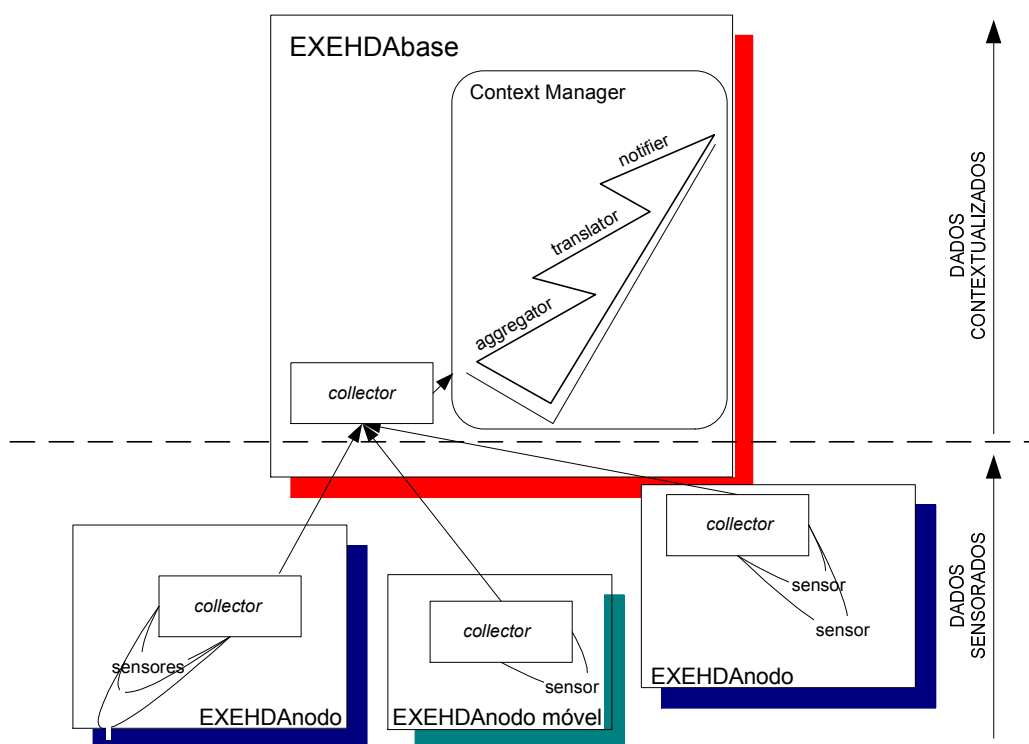 EXEHDAbase
Context Manager
notifier
translator
aggregator
collector
DADOS
CONTEXTUALIZADOS
collector
sensores
EXEHDAnodo
collector
sensor
EXEHDAnodo móvel
collector
sensor
sensor
EXEHDAnodo
DADOS
SENSORADOS